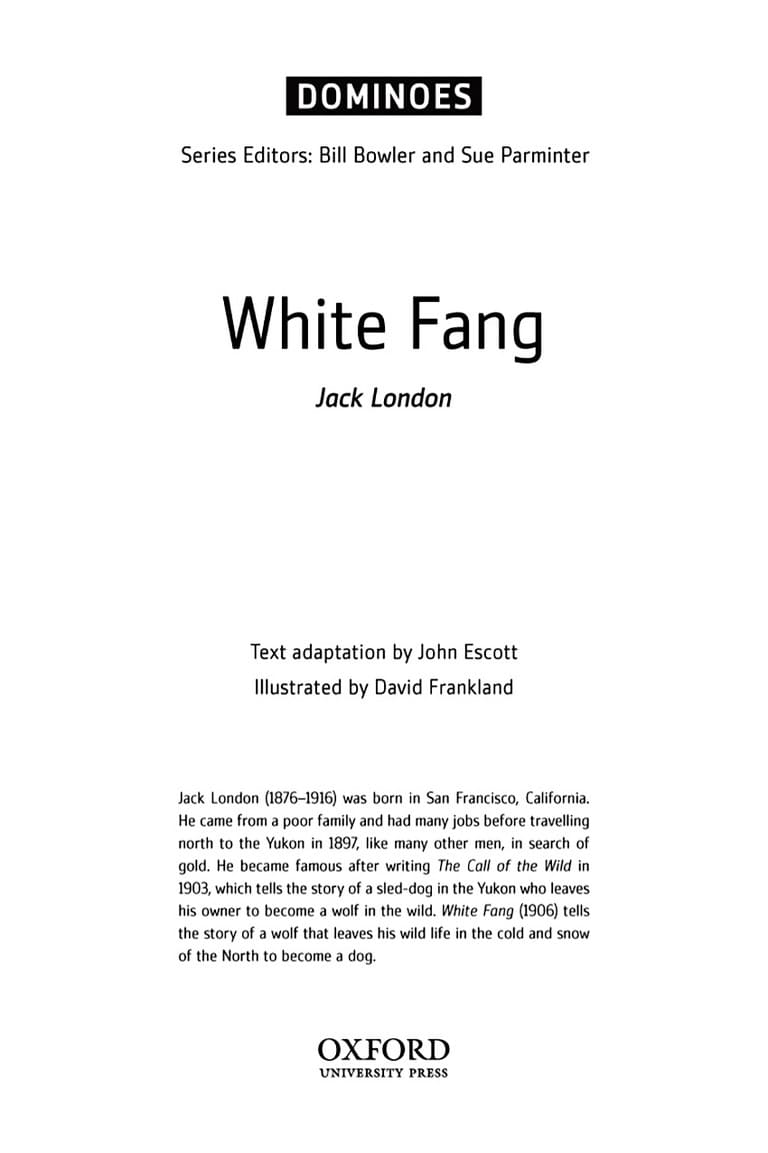 DOMINOES
Series Editors: Bill Bowler and Sue Parminter
White Fang
Jack London
Text adaptation by John Escott
Illustrated by David Frankland
Jack London (1876–1916) was born in San Francisco, California.
He came from a poor family and had many jobs before travelling
north to the Yukon in 1897, like many other men, in search of
gold. He became famous after writing The Call of the Wild in
1903, which tells the story of a sled-dog in the Yukon who leaves
his owner to become a wolf in the wild. White Fang (1906) tells
the story of a wolf that leaves his wild life in the cold and snow
of the North to become a dog.
OXFORD
UNIVERSITY PRESS